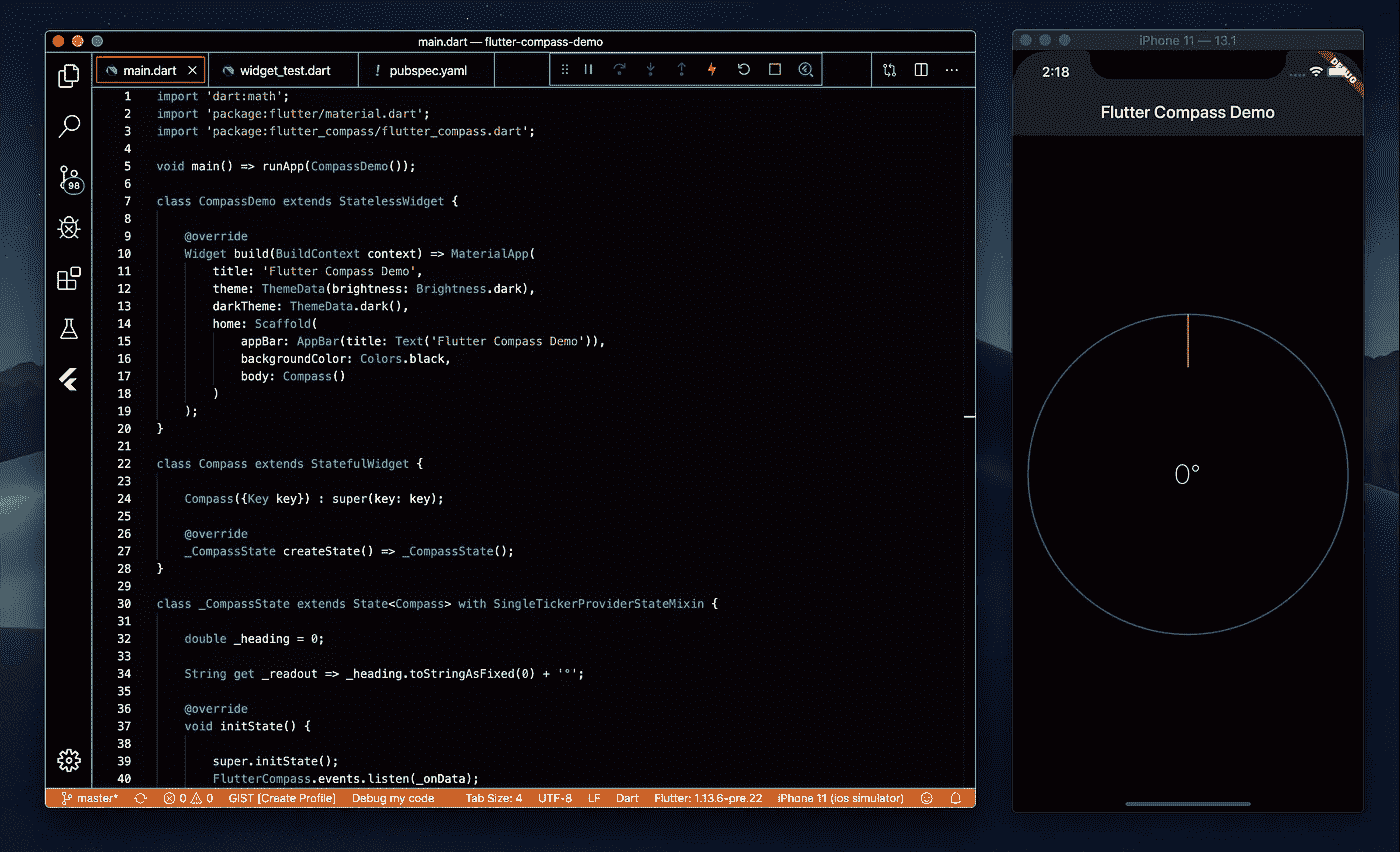 main.dart — flutter-compass-demo
main.dart
widget_test.dart
! pubspec.yaml
98
1 import 'dart:math';
2 import 'package:flutter/material.dart';
3 import 'package:flutter_compass/flutter_compass.dart';
4
5 void main() => runApp(CompassDemo());
6
7 class CompassDemo extends StatelessWidget {
8
9 @override
10 Widget build(BuildContext context) => MaterialApp(
11 title: 'Flutter Compass Demo',
12 theme: ThemeData(brightness: Brightness.dark),
13 darkTheme: ThemeData.dark(),
14 home: Scaffold(
15 appBar: AppBar(title: Text('Flutter Compass Demo')),
16 backgroundColor: Colors.black,
17 body: Compass()
18 )
19 );
20 }
21
22 class Compass extends StatefulWidget {
23
24 Compass({Key key}) : super(key: key);
25
26 @override
27 _CompassState createState() => _CompassState();
28 }
29
30 class _CompassState extends State<Compass> with SingleTickerProviderStateMixin {
31
32 double _heading = 0;
33
34 String get _readout => _heading.toStringAsFixed(0) + '°';
35
36 @override
37 void initState() {
38
39 super.initState();
40 FlutterCompass.events.listen(_onData);
master* 0 0 GIST [Create Profile] Debug my code Tab Size: 4 UTF-8 LF Dart Flutter: 1.13.6-pre.22 iPhone 11 (ios simulator)
iPhone 11 — 13.1
2:18
DEBUG
Flutter Compass Demo
0°